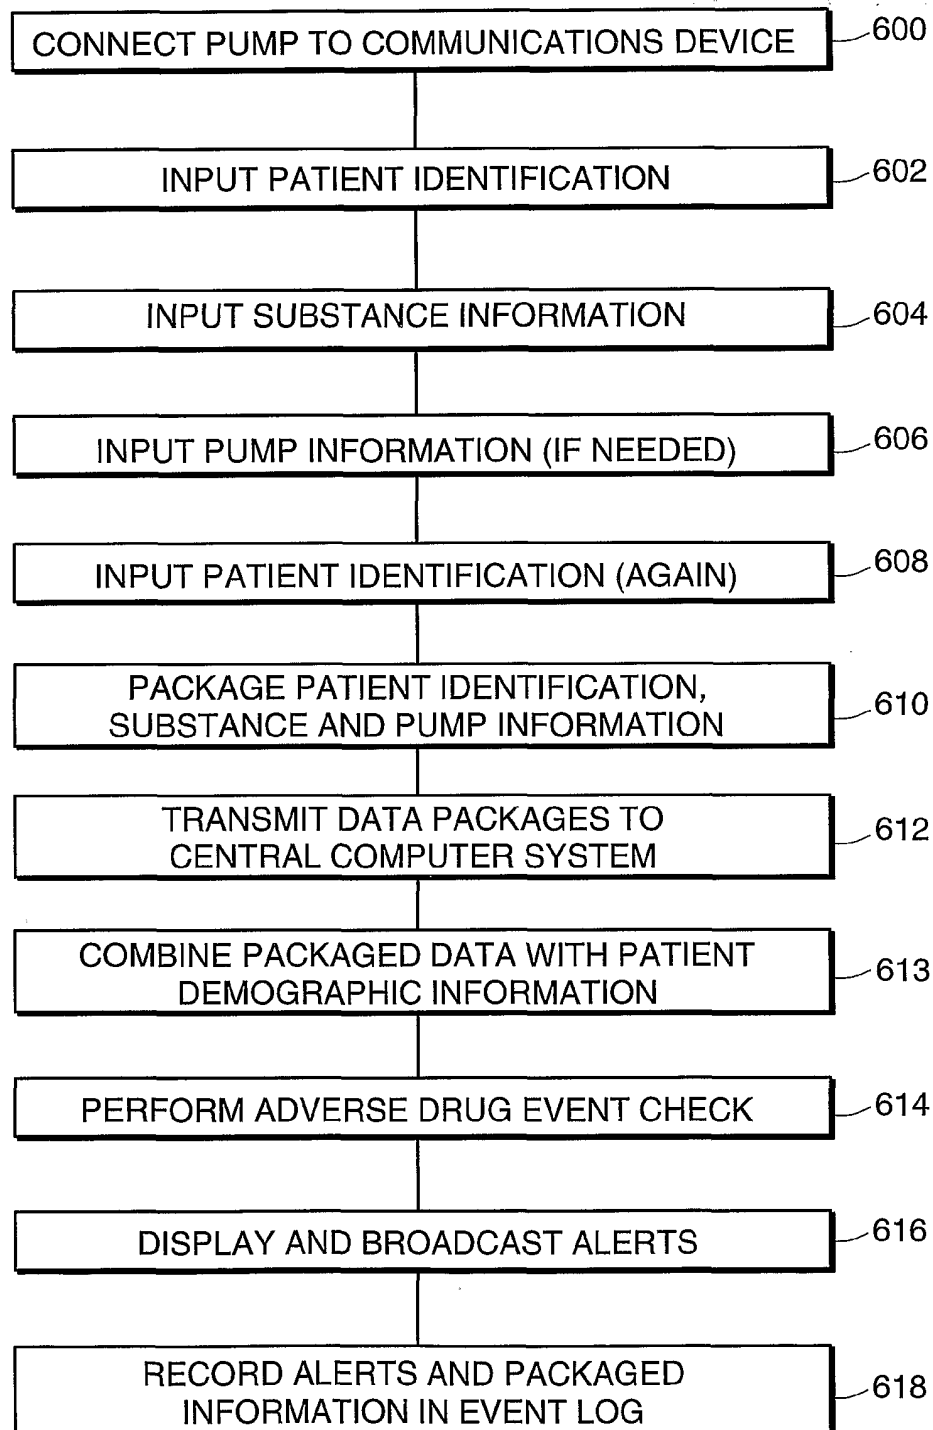 CONNECT PUMP TO COMMUNICATIONS DEVICE
600
INPUT PATIENT IDENTIFICATION
602
INPUT SUBSTANCE INFORMATION
604
INPUT PUMP INFORMATION (IF NEEDED)
606
INPUT PATIENT IDENTIFICATION (AGAIN)
608
PACKAGE PATIENT IDENTIFICATION,
SUBSTANCE AND PUMP INFORMATION
610
TRANSMIT DATA PACKAGES TO
CENTRAL COMPUTER SYSTEM
612
COMBINE PACKAGED DATA WITH PATIENT
DEMOGRAPHIC INFORMATION
613
PERFORM ADVERSE DRUG EVENT CHECK
614
DISPLAY AND BROADCAST ALERTS
616
RECORD ALERTS AND PACKAGED
INFORMATION IN EVENT LOG
618